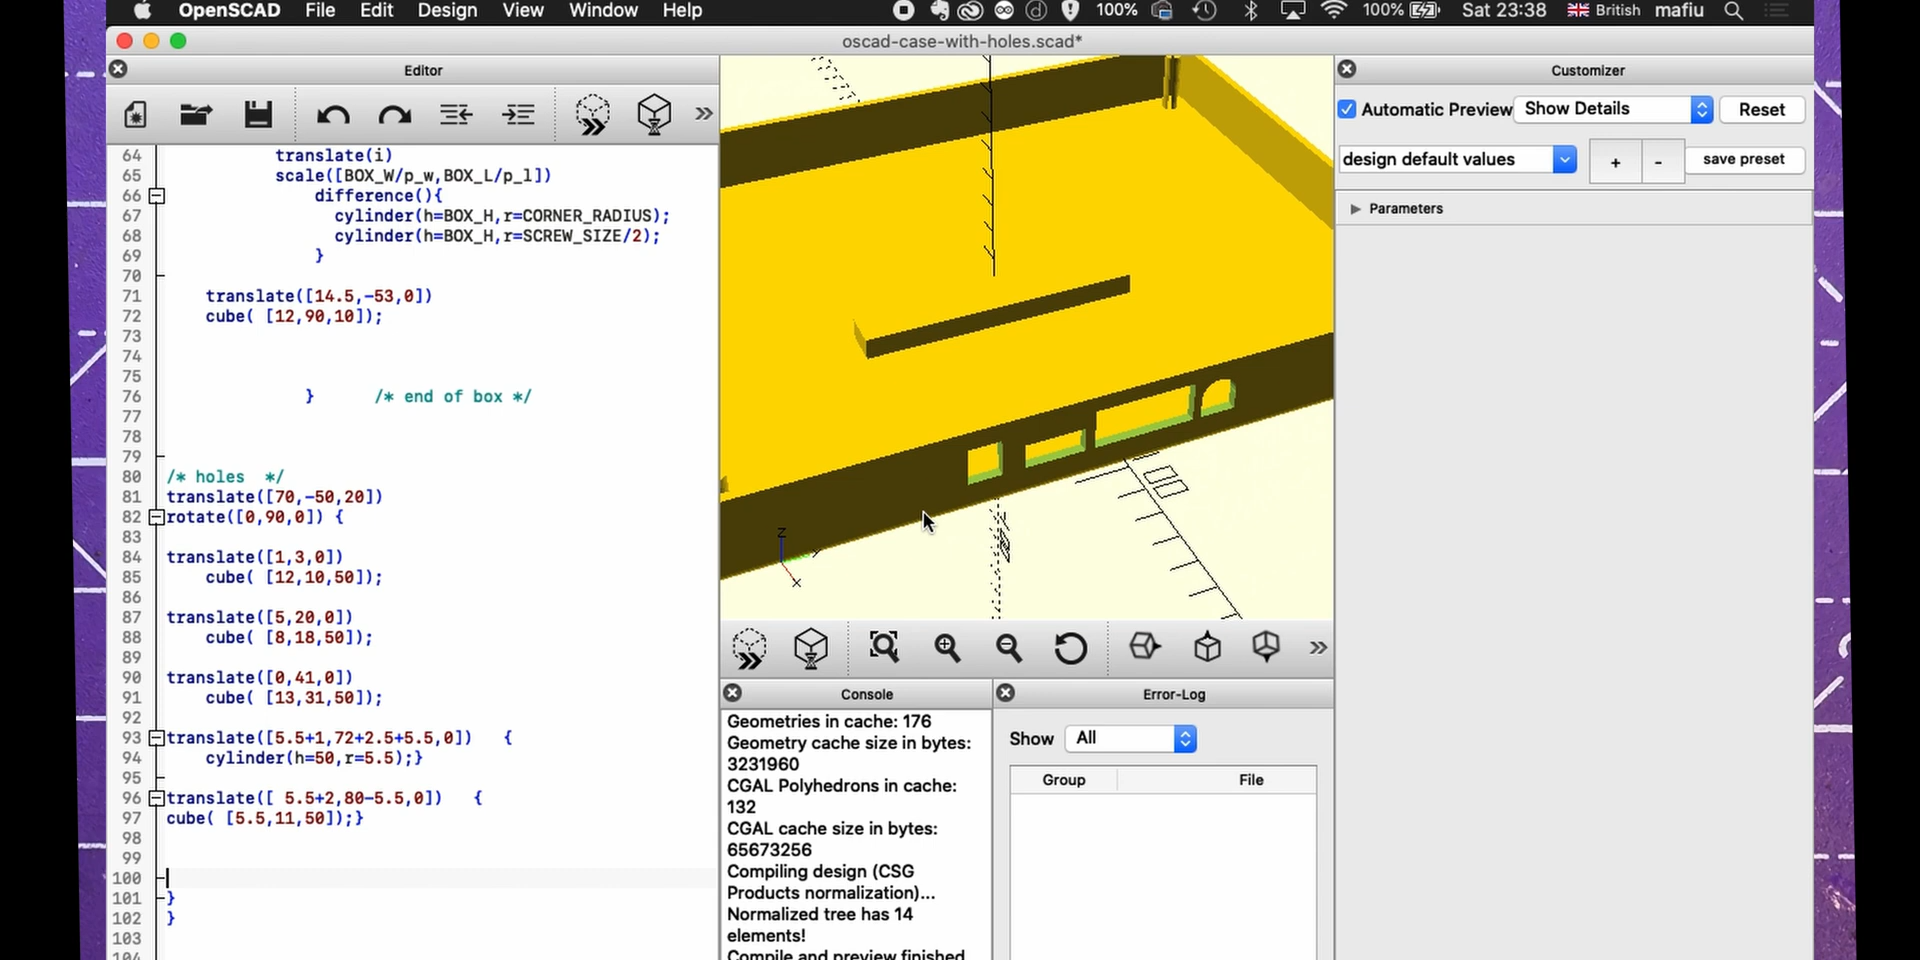 OpenSCAD File Edit Design View Window Help 100% 100% Sat 23:38 British mafiu
oscad-case-with-holes.scad*
Editor
64 translate(i)
65 scale([BOX_W/p_w,BOX_L/p_l])
66 difference(){
67 cylinder(h=BOX_H,r=CORNER_RADIUS);
68 cylinder(h=BOX_H,r=SCREW_SIZE/2);
69 }
70
71 translate([14.5,-53,0])
72 cube( [12,90,10]);
73
74
75
76 } /* end of box */
77
78
79
80 /* holes */
81 translate([70,-50,20])
82 rotate([0,90,0]) {
83
84 translate([1,3,0])
85 cube( [12,10,50]);
86
87 translate([5,20,0])
88 cube( [8,18,50]);
89
90 translate([0,41,0])
91 cube( [13,31,50]);
92
93 translate([5.5+1,72+2.5+5.5,0]) {
94 cylinder(h=50,r=5.5);}
95
96 translate([ 5.5+2,80-5.5,0]) {
97 cube( [5.5,11,50]);}
98
99
100
101 }
102 }
103
104
Z
X
100
Console
Geometries in cache: 176
Geometry cache size in bytes:
3231960
CGAL Polyhedrons in cache:
132
CGAL cache size in bytes:
65673256
Compiling design (CSG
Products normalization)...
Normalized tree has 14
elements!
Compile and preview finished
Error-Log
Show All
Group File
Customizer
Automatic Preview Show Details Reset
design default values + - save preset
Parameters